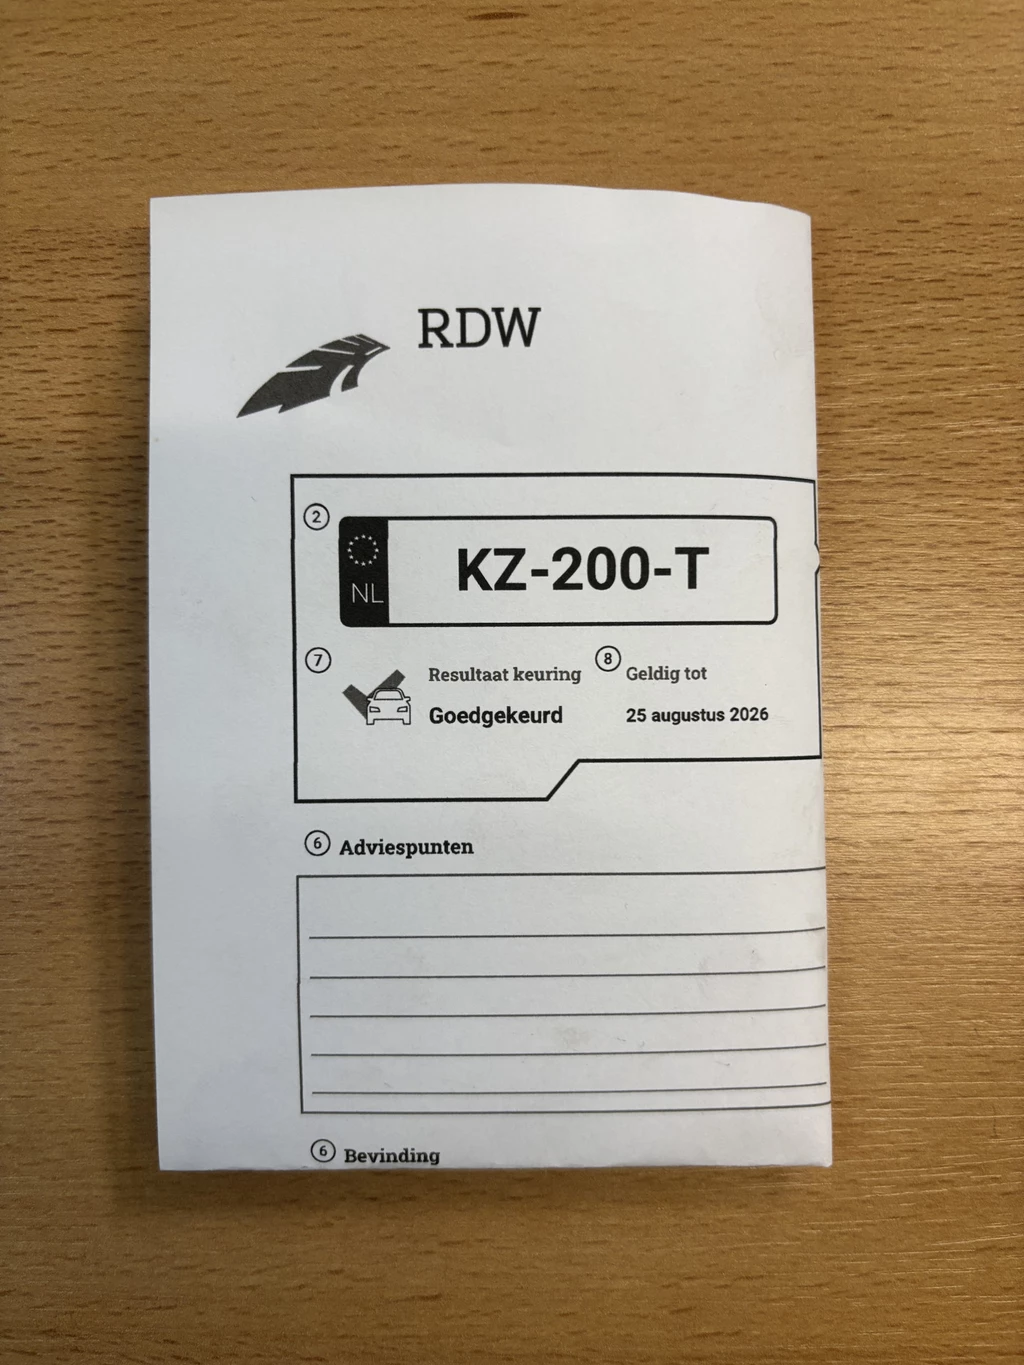 RDW
2
NL KZ-200-T
7 Resultaat keuring 8 Geldig tot
Goedgekeurd 25 augustus 2026
6 Adviespunten
6 Bevinding